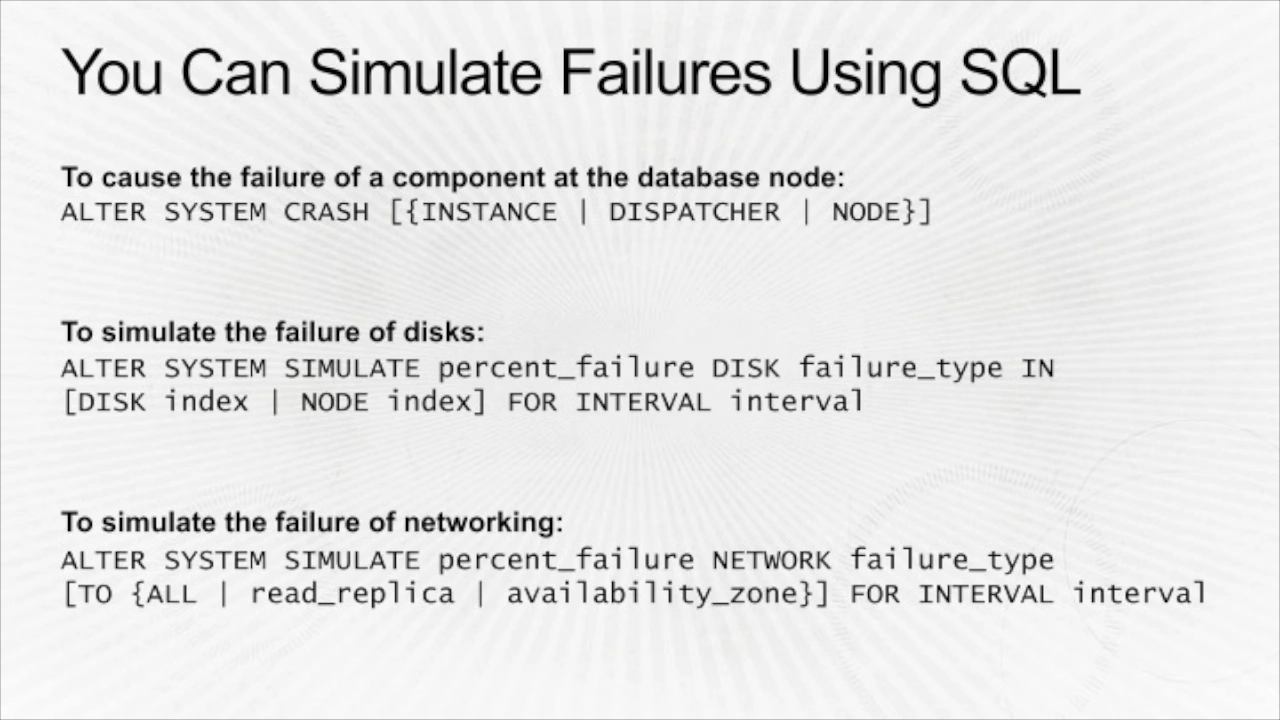 You Can Simulate Failures Using SQL
To cause the failure of a component at the database node:
ALTER SYSTEM CRASH [{INSTANCE | DISPATCHER | NODE}]
To simulate the failure of disks:
ALTER SYSTEM SIMULATE percent_failure DISK failure_type IN
[DISK index | NODE index] FOR INTERVAL interval
To simulate the failure of networking:
ALTER SYSTEM SIMULATE percent_failure NETWORK failure_type
[TO {ALL | read_replica | availability_zone}] FOR INTERVAL interval